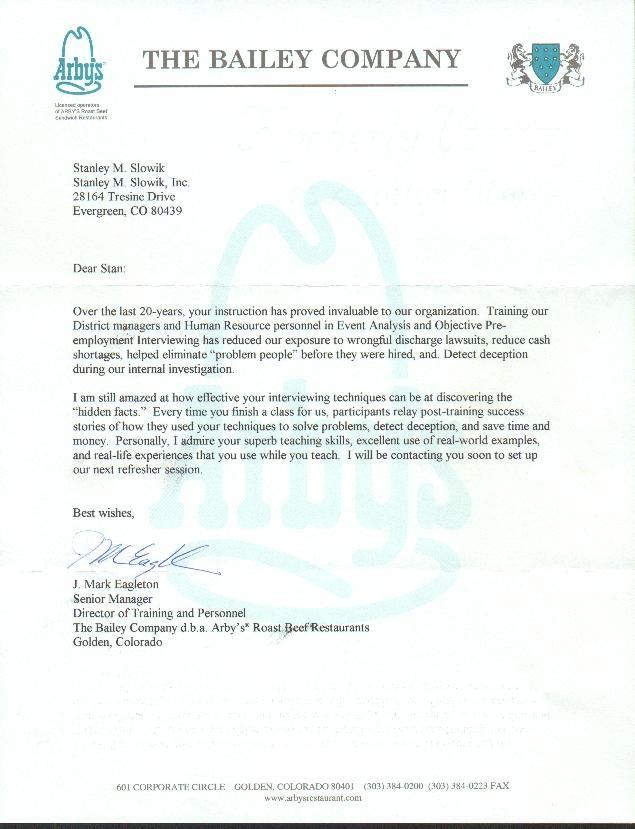 Arby's®
Licensed operators
of ARBY'S Roast Beef
Sandwich Restaurants
THE BAILEY COMPANY
BAILEY
Stanley M. Slowik
Stanley M. Slowik, Inc.
28164 Tresine Drive
Evergreen, CO 80439
Dear Stan:
Over the last 20-years, your instruction has proved invaluable to our organization. Training our
District managers and Human Resource personnel in Event Analysis and Objective Pre-
employment Interviewing has reduced our exposure to wrongful discharge lawsuits, reduce cash
shortages, helped eliminate “problem people” before they were hired, and. Detect deception
during our internal investigation.
I am still amazed at how effective your interviewing techniques can be at discovering the
“hidden facts.” Every time you finish a class for us, participants relay post-training success
stories of how they used your techniques to solve problems, detect deception, and save time and
money. Personally, I admire your superb teaching skills, excellent use of real-world examples,
and real-life experiences that you use while you teach. I will be contacting you soon to set up
our next refresher session.
Arby's
Best wishes,
J. Mark Eagleton
Senior Manager
Director of Training and Personnel
The Bailey Company d.b.a. Arby's® Roast Beef Restaurants
Golden, Colorado
601 CORPORATE CIRCLE GOLDEN, COLORADO 80401 (303) 384-0200 (303) 384-0223 FAX
www.arbysrestaurant.com